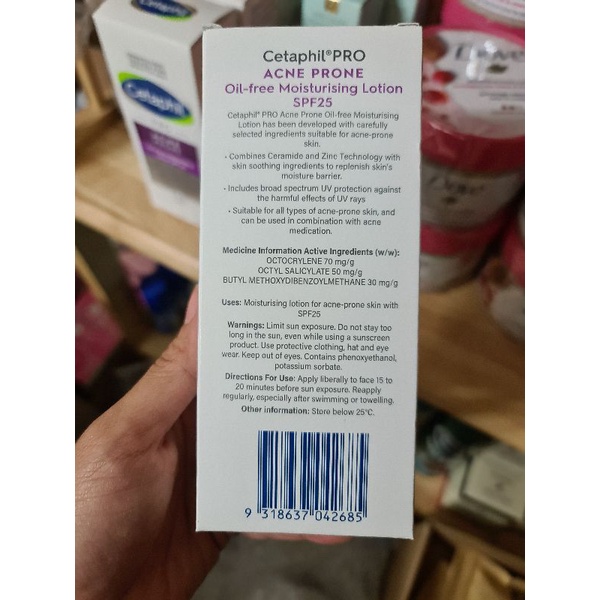 Cetaphil®PRO
ACNE PRONE
Oil-free Moisturising Lotion
SPF25
Cetaphil® PRO Acne Prone Oil-free Moisturising
Lotion has been developed with carefully
selected ingredients suitable for acne-prone
skin.
• Combines Ceramide and Zinc Technology with
skin soothing ingredients to replenish skin's
moisture barrier.
• Includes broad spectrum UV protection against
the harmful effects of UV rays
• Suitable for all types of acne-prone skin, and
can be used in combination with acne
medication.
Medicine Information Active Ingredients (w/w):
OCTOCRYLENE 70 mg/g
OCTYL SALICYLATE 50 mg/g
BUTYL METHOXYDIBENZOYLMETHANE 30 mg/g
Uses: Moisturising lotion for acne-prone skin with
SPF25
Warnings: Limit sun exposure. Do not stay too
long in the sun, even while using a sunscreen
product. Use protective clothing, hat and eye
wear. Keep out of eyes. Contains phenoxyethanol,
potassium sorbate.
Directions For Use: Apply liberally to face 15 to
20 minutes before sun exposure. Reapply
regularly, especially after swimming or towelling.
Other information: Store below 25°C.
9 318637 042685
Cetaphil
Dove